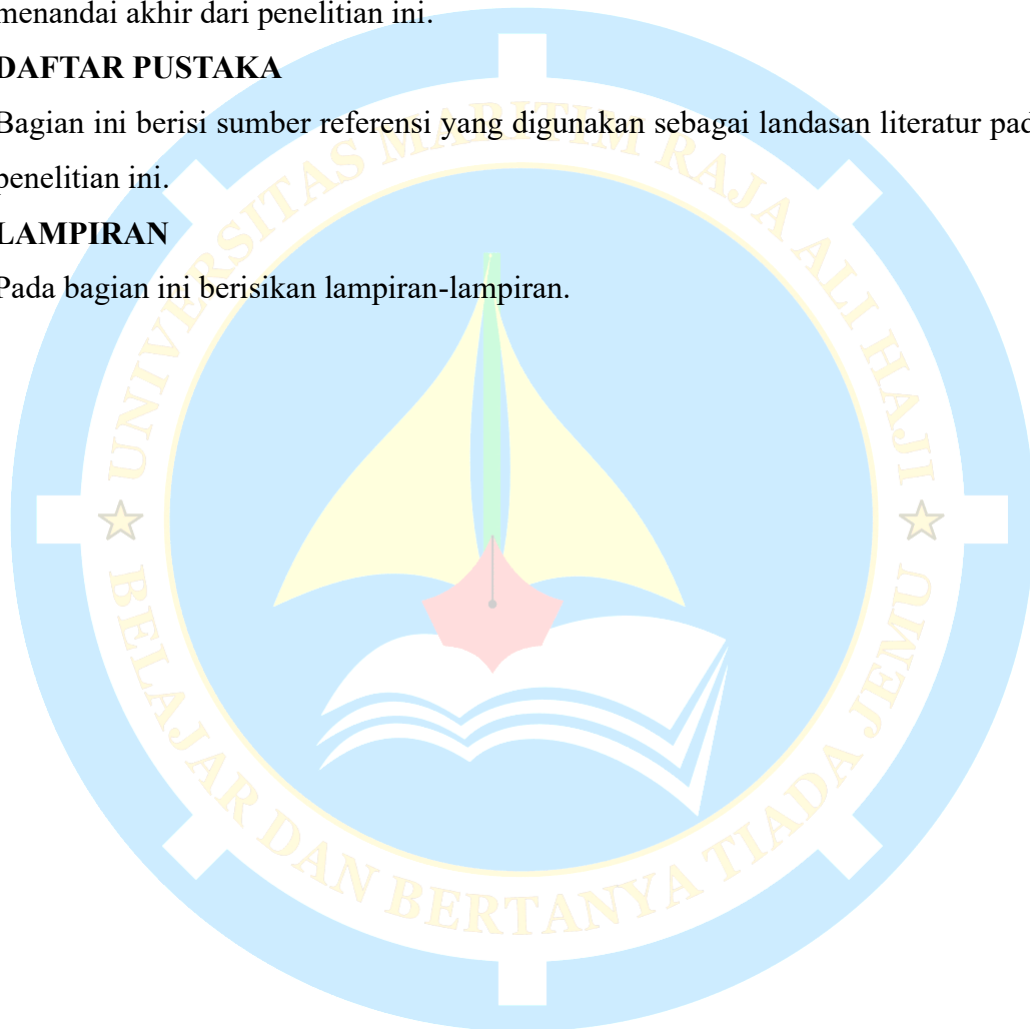 menandai akhir dari penelitian ini.
DAFTAR PUSTAKA
Bagian ini berisi sumber referensi yang digunakan sebagai landasan literatur pad
penelitian ini.
LAMPIRAN
Pada bagian ini berisikan lampiran-lampiran.
UNIVERSITAS MARITIM RAJA ALI HAJI
BELAJAR DAN BERTANYA TIADA JEMU